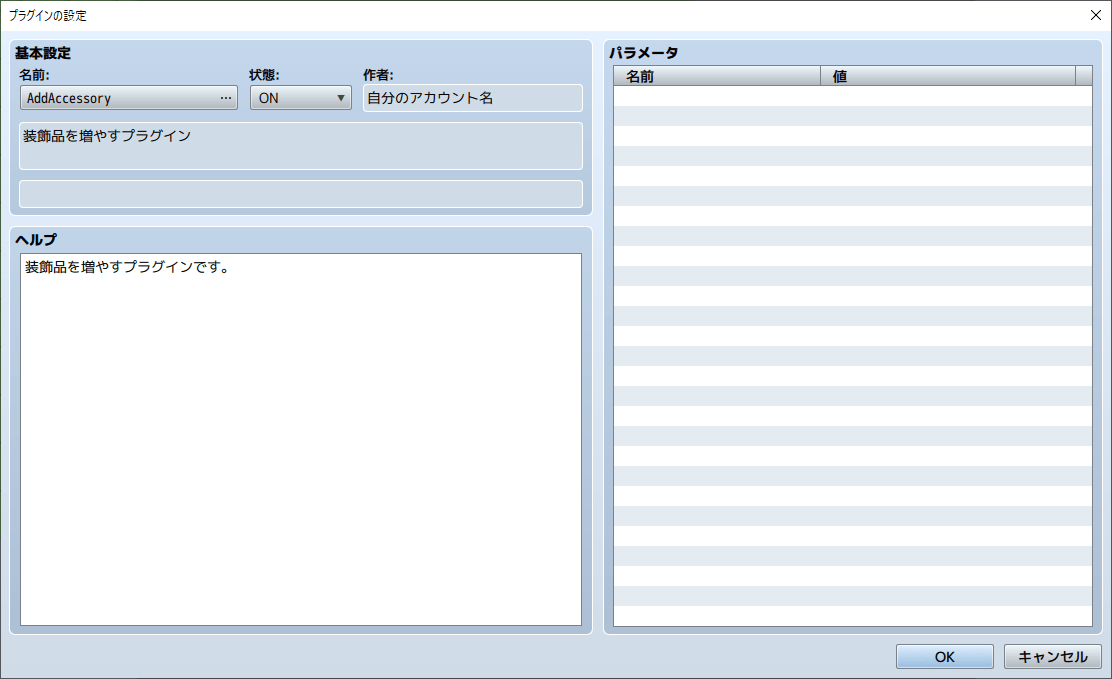 プラグインの設定
基本設定
名前:
状態:
作者:
AddAccessory ...
ON
自分のアカウント名
装飾品を増やすプラグイン
ヘルプ
装飾品を増やすプラグインです。
パラメータ
名前
値
OK
キャンセル